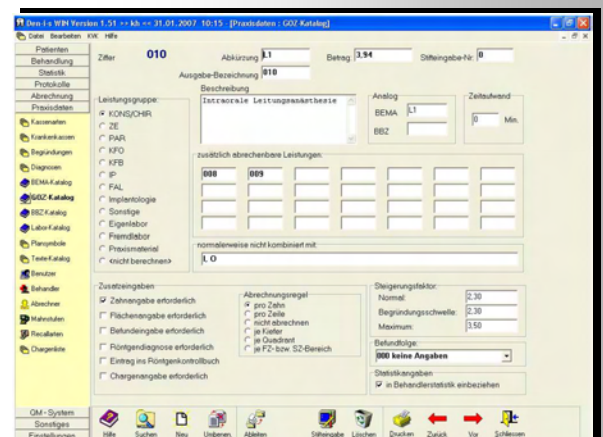 Den-i-s WIN Version 1.51 ++ kh == 31.01.2007 10:15 - [Praxisdaten : GOZ-Katalog]
Datei Bearbeiten KVK Hilfe
Patienten
Behandlung
Statistik
Protokolle
Abrechnung
Praxisdaten
Kassenarten
Krankenkassen
Begründungen
Diagnosen
BEMA-Katalog
GOZ-Katalog
BBZ-Katalog
Labor-Katalog
Plansymbole
Texte-Katalog
Benutzer
Behandler
Abrechner
Mahnstufen
Recallarten
Chargenliste
QM-System
Sonstiges
Einstellungen
Ziffer 010 Abkürzung L1 Betrag: 3,94 Stifteingabe-Nr. 0
Ausgabe-Bezeichnung 010
Beschreibung
Intraorale Leitungsanästhesie
Analog
BEMA L1
BBZ
Zeitaufwand
0 Min.
Leistungsgruppe:
KONS/CHIR
ZE
PAR
KFO
KFB
IP
FAL
Implantologie
Sonstige
Eigenlabor
Fremdlabor
Praxismaterial
<nicht berechnen>
zusätzlich abrechenbare Leistungen:
008 009
normalerweise nicht kombiniert mit:
I, O
Zusatzeingaben
Zahnangabe erforderlich
Flächenangabe erforderlich
Befundeingabe erforderlich
Röntgendiagnose erforderlich
Eintrag ins Röntgenkontrollbuch
Chargenangabe erforderlich
Abrechnungsregel
pro Zahn
pro Zeile
nicht abrechnen
je Kiefer
je Quadrant
je FZ- bzw. SZ-Bereich
Steigerungsfaktor:
Normal: 2,30
Begründungsschwelle: 2,30
Maximum: 3,50
Befundfolge:
000 keine Angaben
Statistikangaben
in Behandlerstatistik einbeziehen
Hilfe Suchen Neu Umbenen. Ableiten Stifteingabe Löschen Drucken Zurück Vor Schliessen